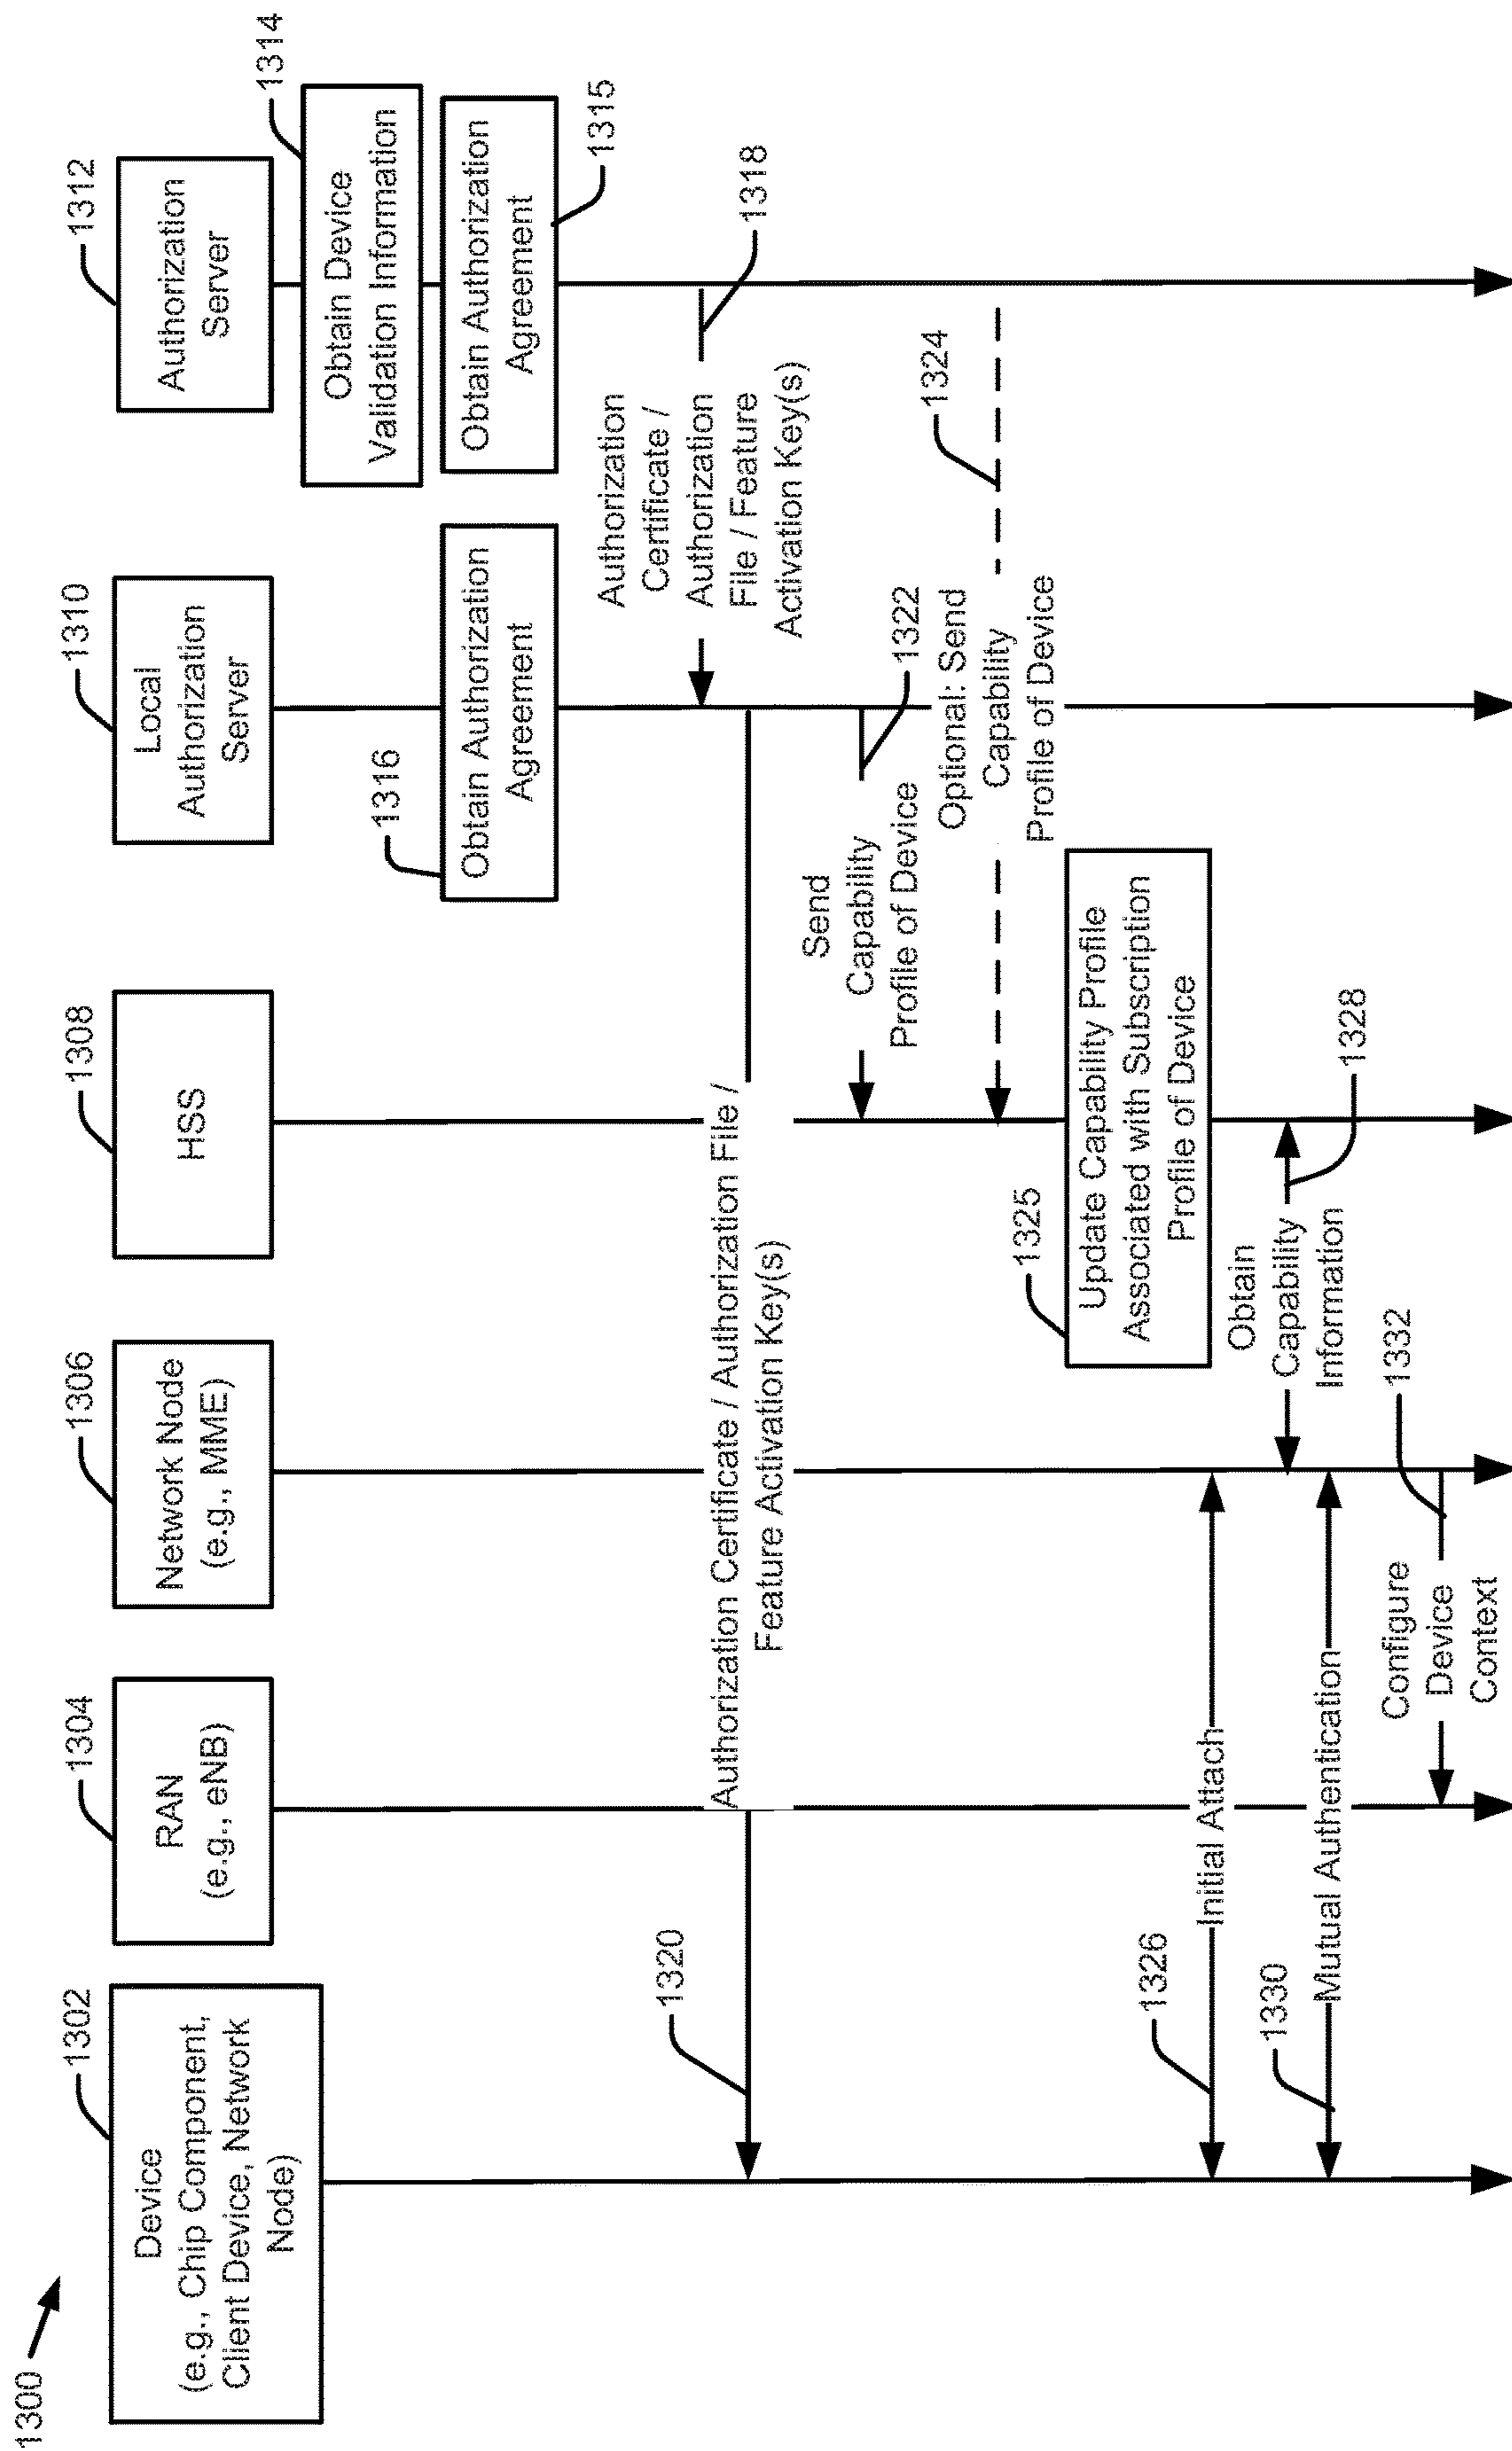 1300
1302
Device
(e.g., Chip Component,
Client Device, Network
Node)
1304
RAN
(e.g., eNB)
1306
Network Node
(e.g., MME)
1308
HSS
1310
Local
Authorization
Server
1312
Authorization
Server
1314
Obtain Device
Validation Information
1315
Obtain Authorization
Agreement
1316
Obtain Authorization
Agreement
1318
Authorization
Certificate /
Authorization
File / Feature
Activation Key(s)
1320
Authorization Certificate / Authorization File /
Feature Activation Key(s)
1322
Send
Capability
Profile of Device
1324
Optional: Send
Capability
Profile of Device
1325
Update Capability Profile
Associated with Subscription
Profile of Device
1326
Initial Attach
1328
Obtain
Capability
Information
1330
Mutual Authentication
1332
Configure
Device
Context